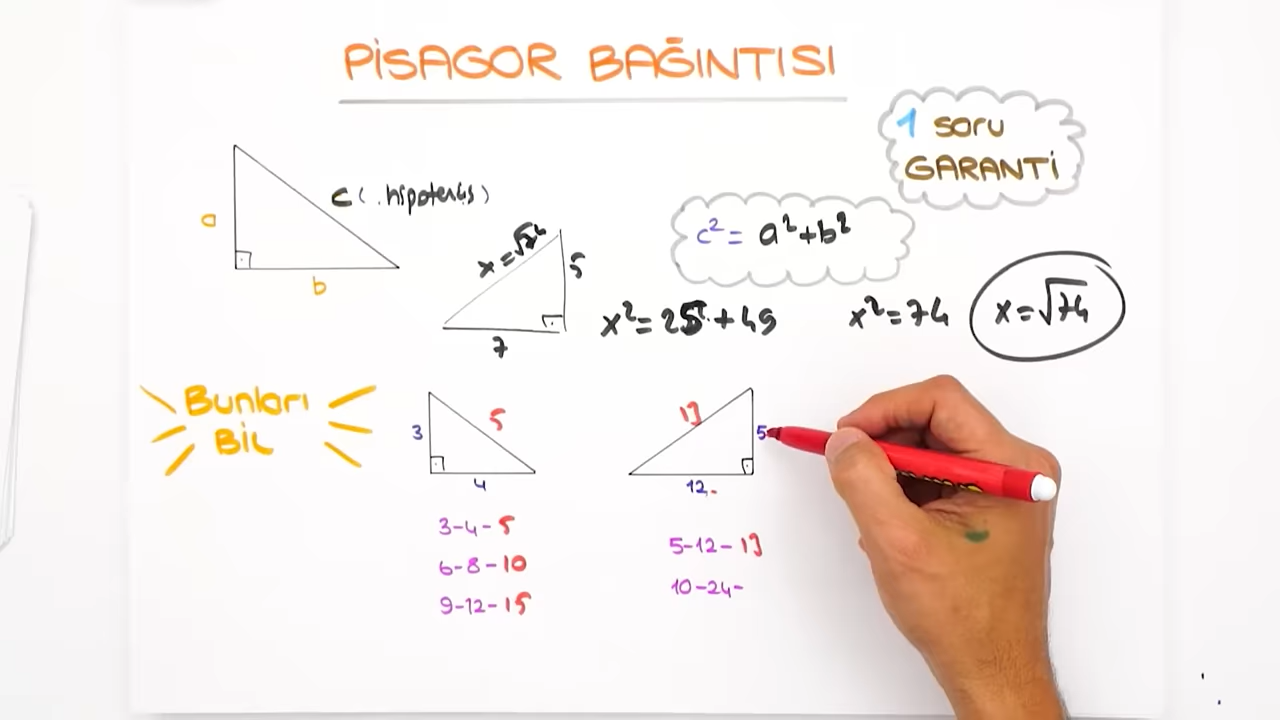 PİSAGOR BAĞINTISI
1 soru
GARANTİ
a
b
c (hipotenüs)
c² = a²+b²
x=√74
5
7
x²=25+49
x²=74
x=√74
Bunları
BİL
3
5
4
3-4-5
6-8-10
9-12-15
13
5
12
5-12-13
10-24-